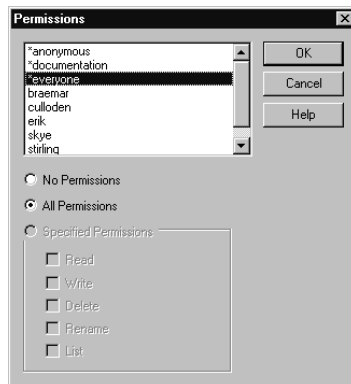 Permissions
*anonymous
*documentation
*everyone
braemar
culloden
erik
skye
stirling
OK
Cancel
Help
No Permissions
All Permissions
Specified Permissions
Read
Write
Delete
Rename
List